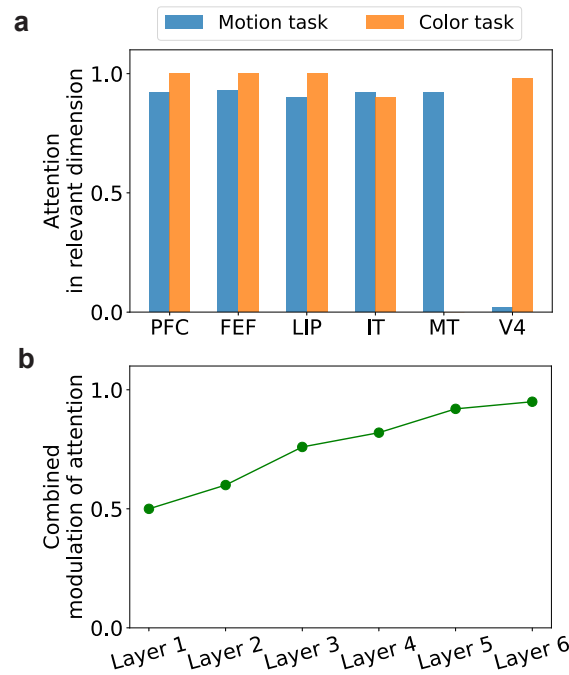 a
Motion task
Color task
Attention
in relevant dimension
1.0
0.5
0.0
PFC FEF LIP IT MT V4
b
Combined
modulation of attention
1.0
0.5
0.0
Layer 1 Layer 2 Layer 3 Layer 4 Layer 5 Layer 6